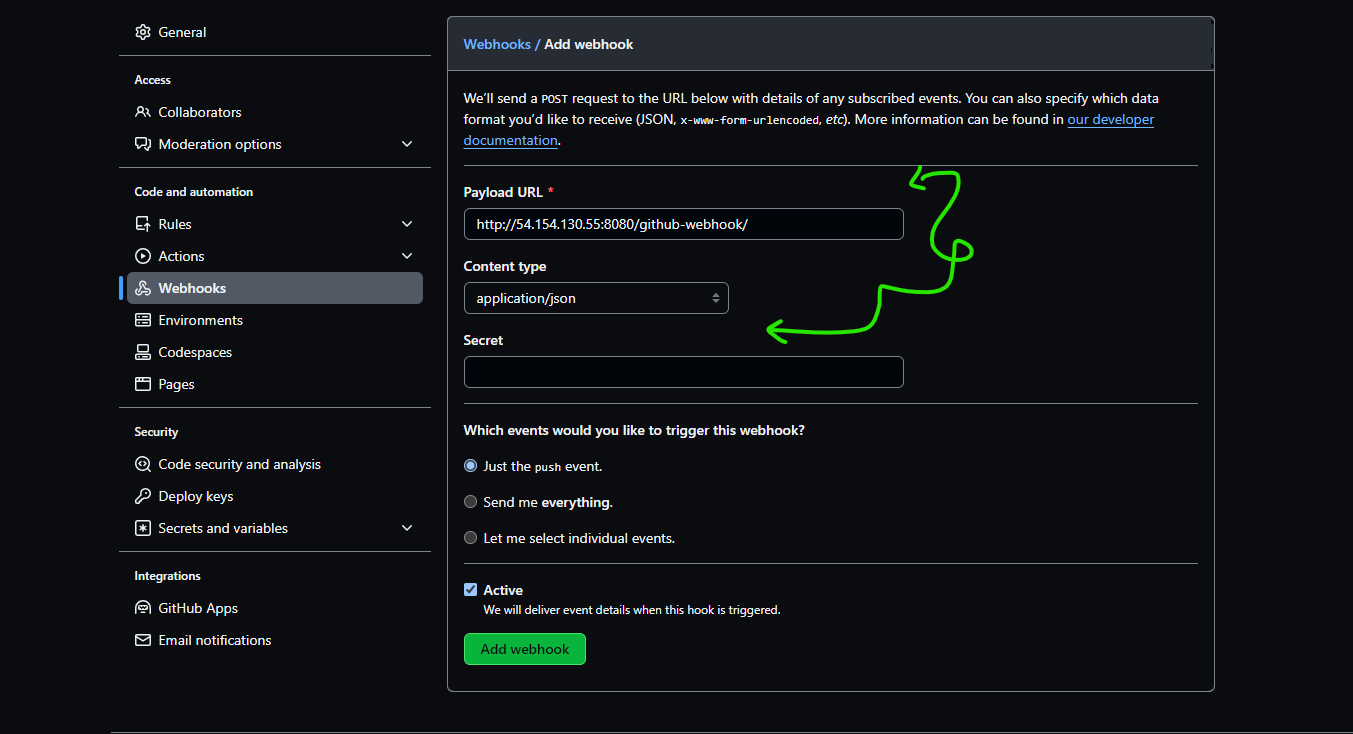 General
Access
Collaborators
Moderation options
Code and automation
Rules
Actions
Webhooks
Environments
Codespaces
Pages
Security
Code security and analysis
Deploy keys
Secrets and variables
Integrations
GitHub Apps
Email notifications
Webhooks / Add webhook
We’ll send a POST request to the URL below with details of any subscribed events. You can also specify which data
format you’d like to receive (JSON, x-www-form-urlencoded, etc). More information can be found in our developer
documentation.
Payload URL *
http://54.154.130.55:8080/github-webhook/
Content type
application/json
Secret
Which events would you like to trigger this webhook?
Just the push event.
Send me everything.
Let me select individual events.
Active
We will deliver event details when this hook is triggered.
Add webhook